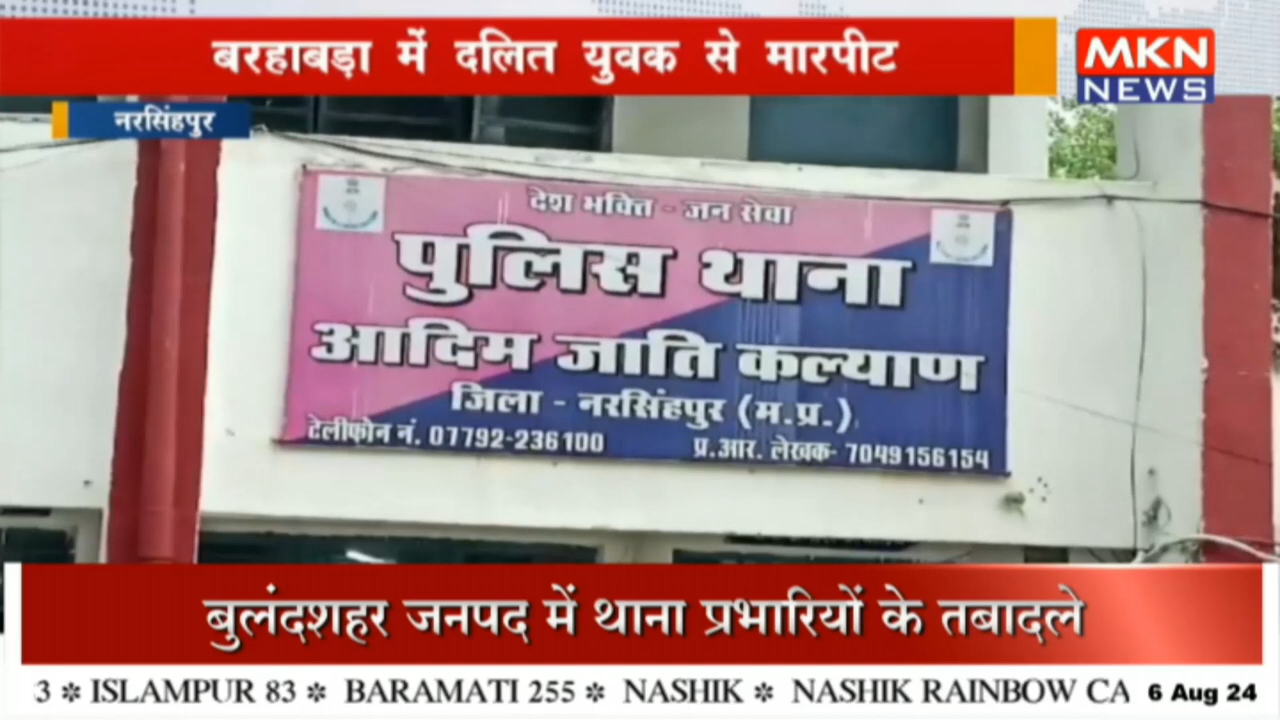 बरहाबड़ा में दलित युवक से मारपीट
MKN
NEWS
नरसिंहपुर
देश भक्ति - जन सेवा
पुलिस थाना
आदिम जाति कल्याण
जिला - नरसिंहपुर (म.प्र.)
टेलीफोन नं. 07792-236100 प्र.आर. लेखक- 7049156154
बुलंदशहर जनपद में थाना प्रभारियों के तबादले
3 * ISLAMPUR 83 * BARAMATI 255 * NASHIK * NASHIK RAINBOW CA 6 Aug 24